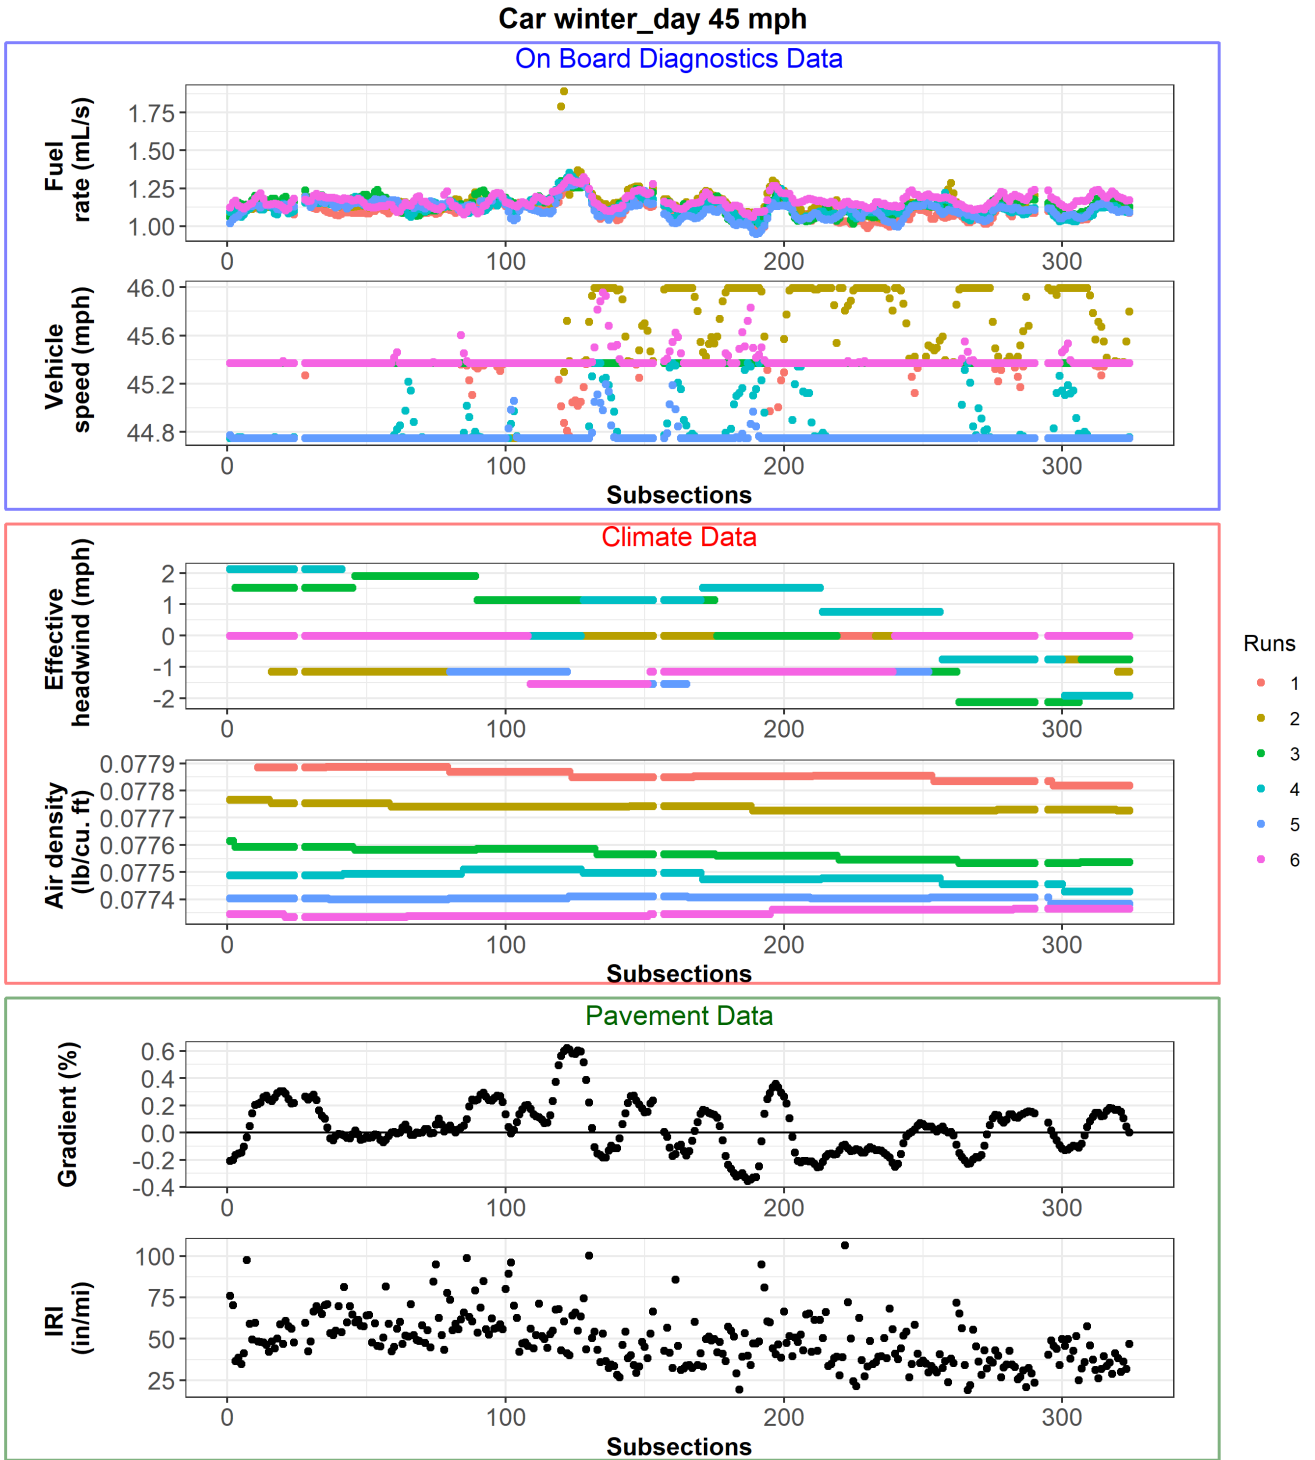 Car winter_day 45 mph
On Board Diagnostics Data
Fuel
rate (mL/s)
1.75
1.50
1.25
1.00
0 100 200 300
Vehicle
speed (mph)
46.0
45.6
45.2
44.8
0 100 200 300
Subsections
Climate Data
Effective
headwind (mph)
2
1
0
-1
-2
0 100 200 300
Air density
(lb/cu. ft)
0.0779
0.0778
0.0777
0.0776
0.0775
0.0774
0 100 200 300
Subsections
Runs
1
2
3
4
5
6
Pavement Data
Gradient (%)
0.6
0.4
0.2
0.0
-0.2
-0.4
0 100 200 300
IRI
(in/mi)
100
75
50
25
0 100 200 300
Subsections